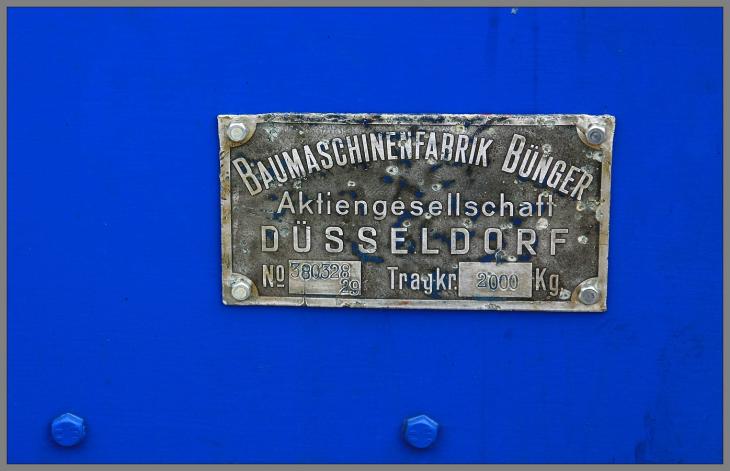 BAUMASCHINENFABRIK BÜNGER
Aktiengesellschaft
DÜSSELDORF
No 380328 Tragkr. 2000 Kg.
29